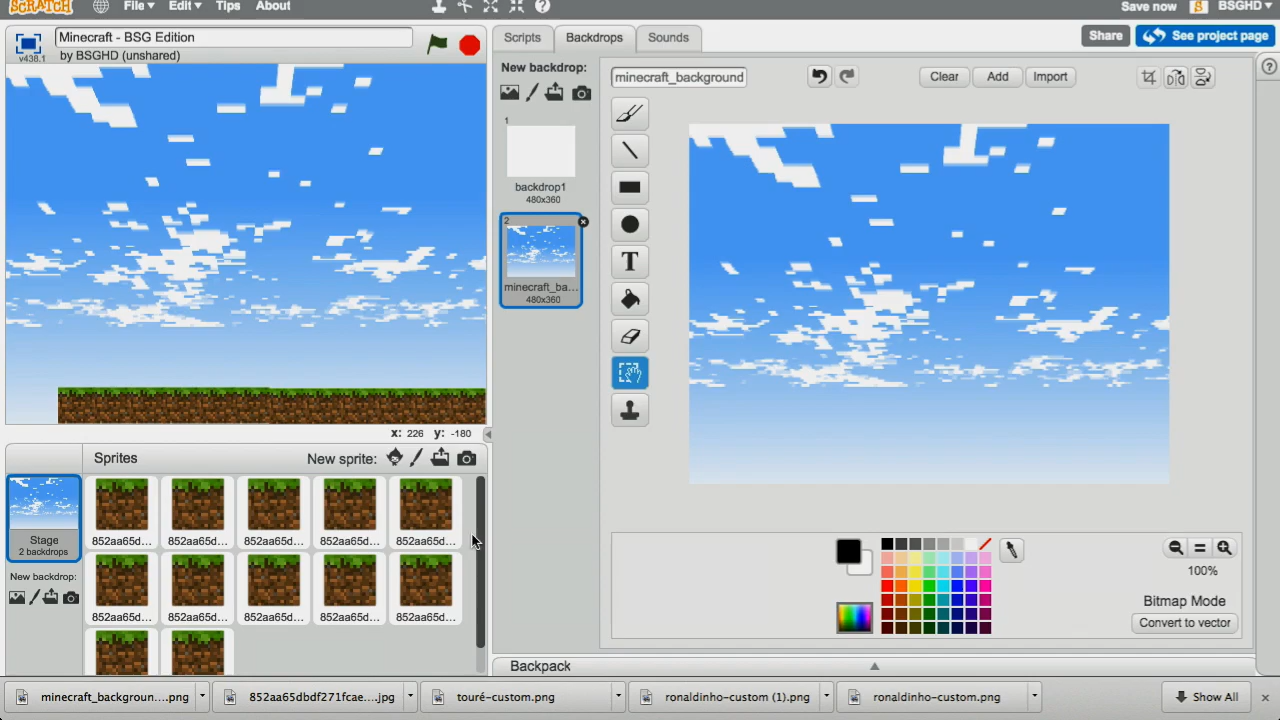 SCRATCH File▾ Edit▾ Tips About Save now S BSGHD▾
v438.1 Minecraft - BSG Edition
by BSGHD (unshared)
Scripts Backdrops Sounds
Share See project page
New backdrop:
minecraft_background
Clear Add Import
1
backdrop1
480x360
2
minecraft_ba...
480x360
T
x: 226 y: -180
Sprites New sprite:
852aa65d... 852aa65d... 852aa65d... 852aa65d... 852aa65d...
Stage
2 backdrops
New backdrop:
852aa65d... 852aa65d... 852aa65d... 852aa65d... 852aa65d...
100%
Bitmap Mode
Convert to vector
Backpack
minecraft_backgroun....png 852aa65dbdf271fcae....jpg touré-custom.png ronaldinho-custom (1).png ronaldinho-custom.png Show All